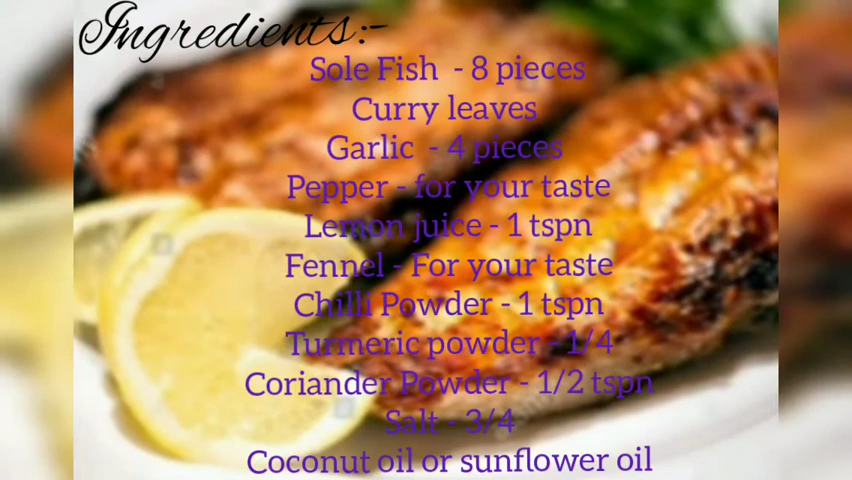 Ingredients:-
Sole Fish - 8 pieces
Curry leaves
Garlic - 4 pieces
Pepper - for your taste
Lemon juice - 1 tspn
Fennel - For your taste
Chilli Powder - 1 tspn
Turmeric powder - 1/4
Coriander Powder - 1/2 tspn
Salt - 3/4
Coconut oil or sunflower oil